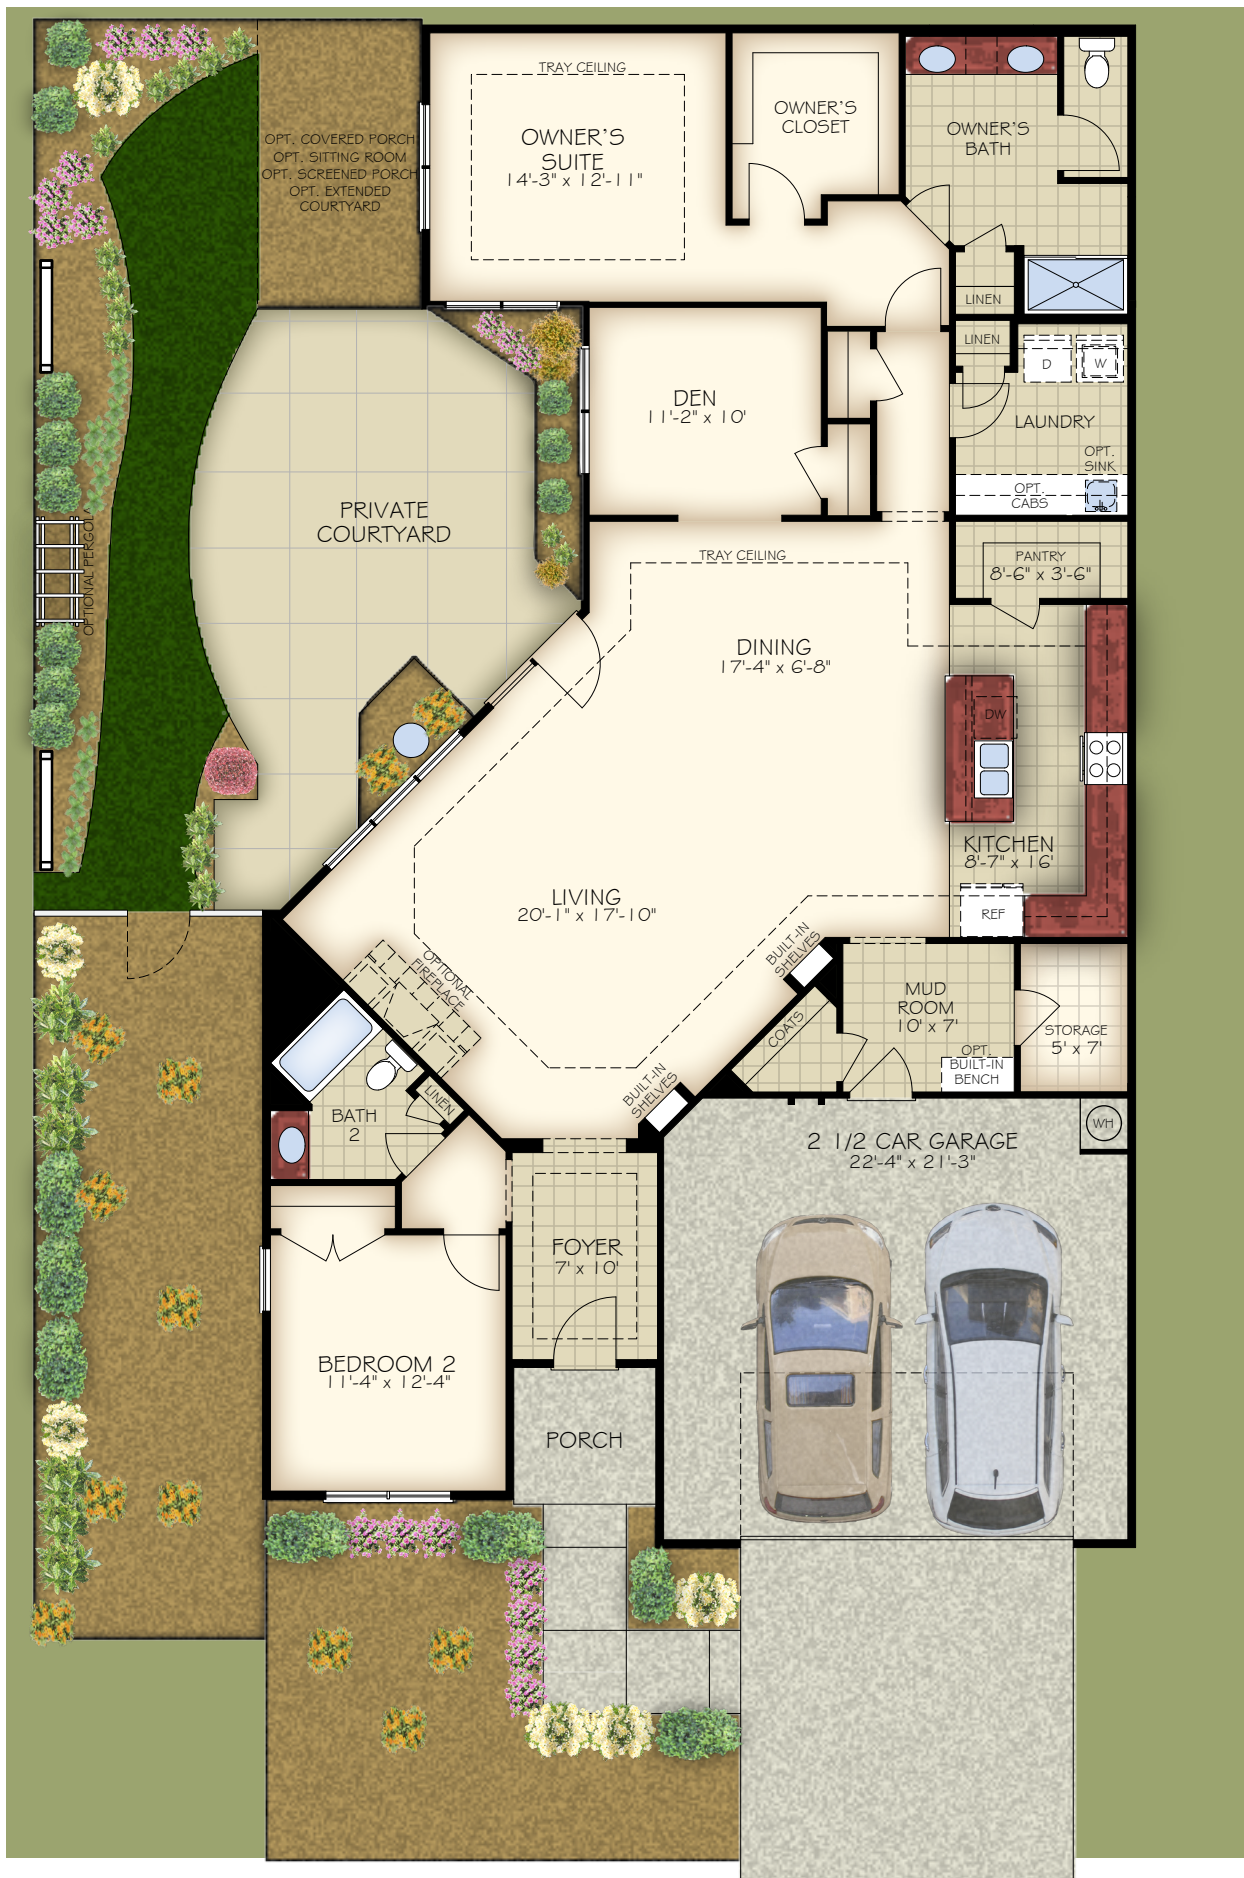 TRAY CEILING
OWNER'S
SUITE
14'-3" x 12'-11"
OWNER'S
CLOSET
OWNER'S
BATH
OPT. COVERED PORCH
OPT. SITTING ROOM
OPT. SCREENED PORCH
OPT. EXTENDED
COURTYARD
LINEN
LINEN
D
W
DEN
11'-2" x 10'
LAUNDRY
OPT.
SINK
OPT.
CABS
PRIVATE
COURTYARD
OPTIONAL PERGOLA
TRAY CEILING
PANTRY
8'-6" x 3'-6"
DINING
17'-4" x 6'-8"
DW
KITCHEN
8'-7" x 16'
REF
LIVING
20'-1" x 17'-10"
OPTIONAL
FIREPLACE
BUILT-IN
SHELVES
MUD
ROOM
10' x 7'
STORAGE
5' x 7'
COATS
OPT.
BUILT-IN
BENCH
BUILT-IN
SHELVES
LINEN
BATH
2
2 1/2 CAR GARAGE
22'-4" x 21'-3"
WH
FOYER
7' x 10'
BEDROOM 2
11'-4" x 12'-4"
PORCH